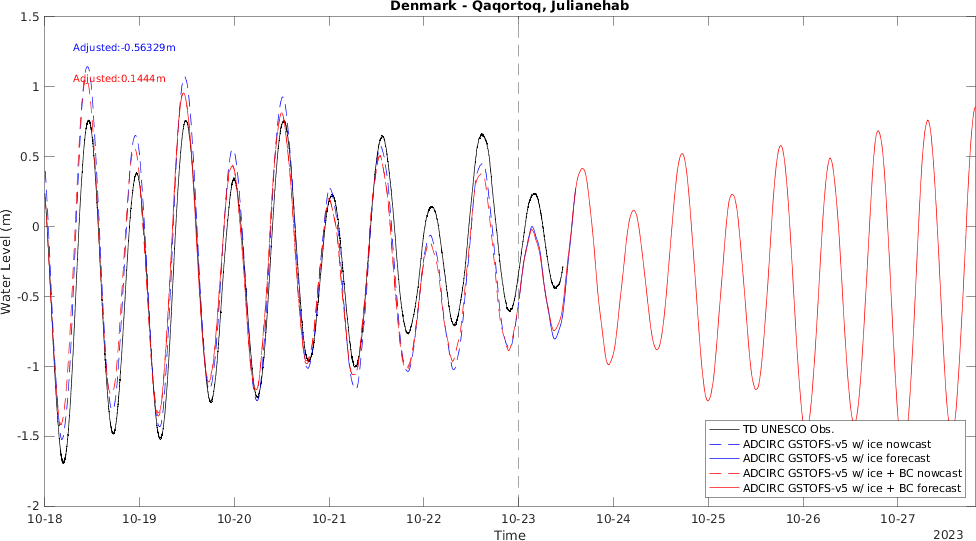 Denmark - Qaqortoq, Julianehab
1.5
Adjusted:-0.56329m
Adjusted:0.1444m
1
0.5
0
-0.5
-1
-1.5
-2
Water Level (m)
TD UNESCO Obs.
ADCIRC GSTOFS-v5 w/ ice nowcast
ADCIRC GSTOFS-v5 w/ ice forecast
ADCIRC GSTOFS-v5 w/ ice + BC nowcast
ADCIRC GSTOFS-v5 w/ ice + BC forecast
10-18 10-19 10-20 10-21 10-22 10-23 10-24 10-25 10-26 10-27
Time
2023